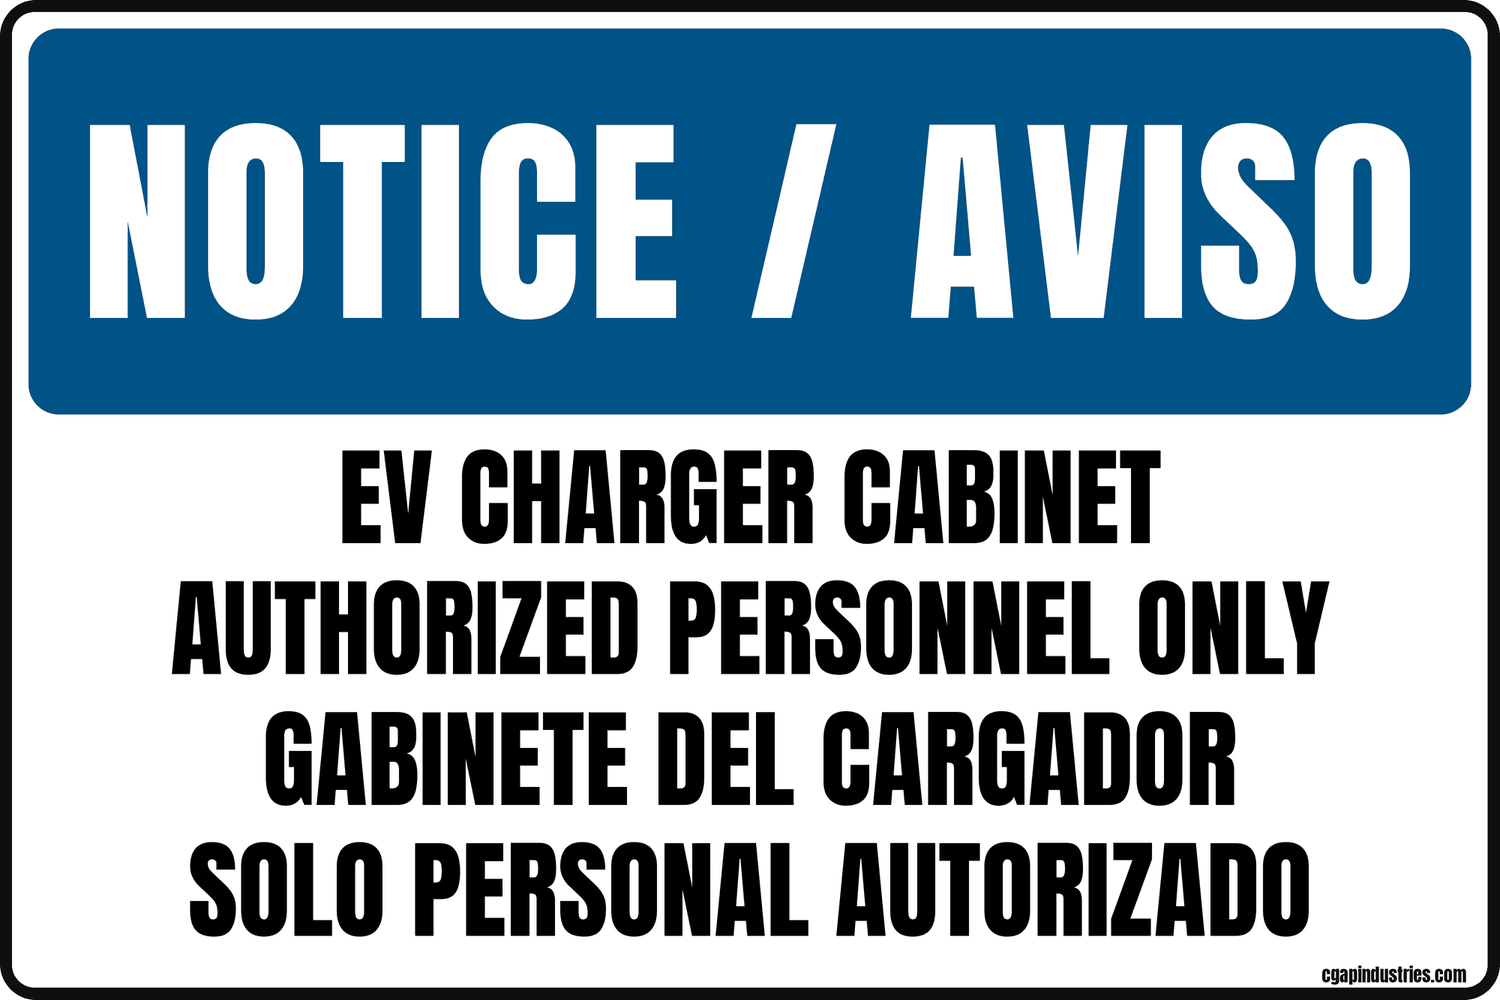 NOTICE / AVISO
EV CHARGER CABINET
AUTHORIZED PERSONNEL ONLY
GABINETE DEL CARGADOR
SOLO PERSONAL AUTORIZADO
cgapindustries.com